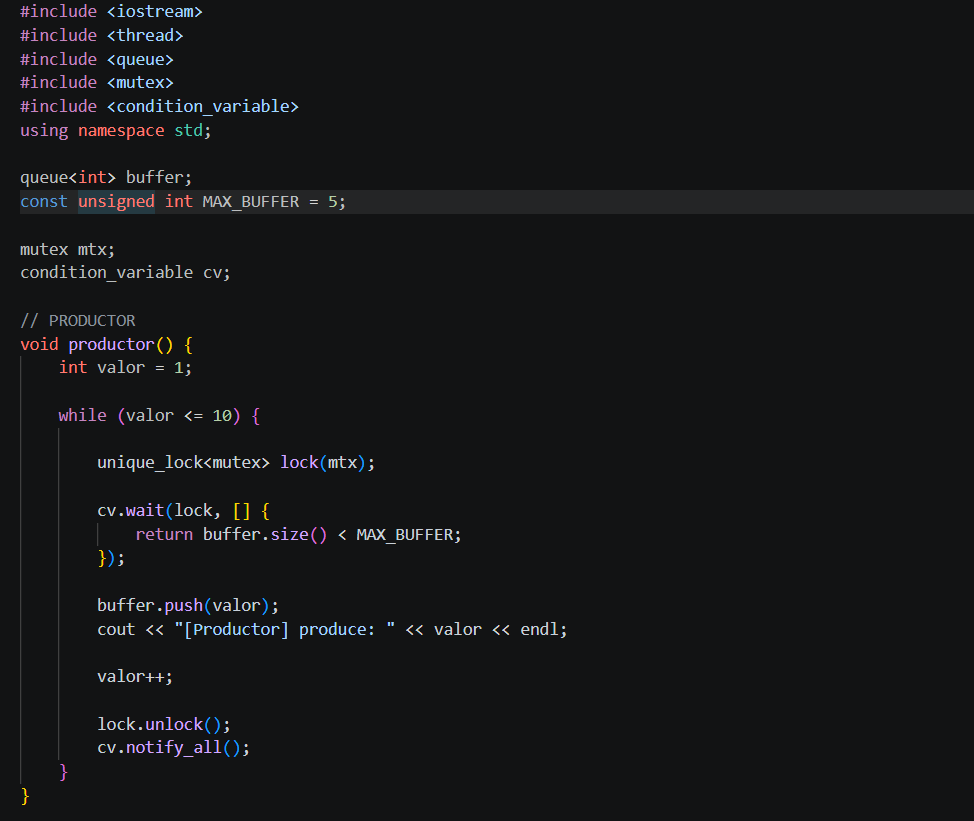 #include <iostream>
#include <thread>
#include <queue>
#include <mutex>
#include <condition_variable>
using namespace std;
queue<int> buffer;
const unsigned int MAX_BUFFER = 5;
mutex mtx;
condition_variable cv;
// PRODUCTOR
void productor() {
int valor = 1;
while (valor <= 10) {
unique_lock<mutex> lock(mtx);
cv.wait(lock, [] {
return buffer.size() < MAX_BUFFER;
});
buffer.push(valor);
cout << "[Productor] produce: " << valor << endl;
valor++;
lock.unlock();
cv.notify_all();
}
}